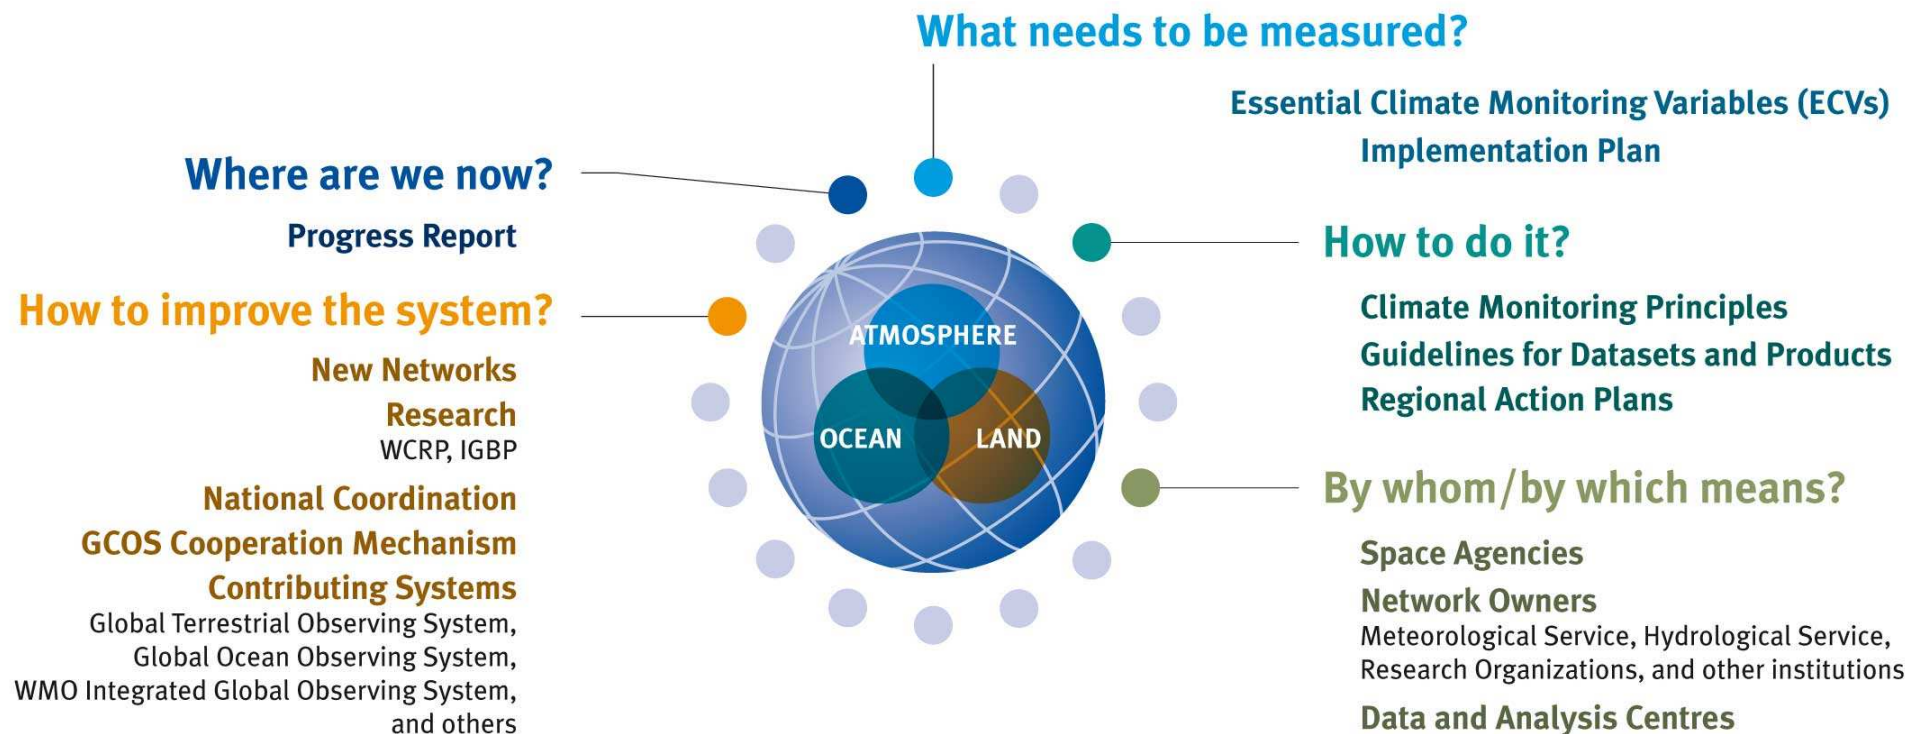 What needs to be measured?
Essential Climate Monitoring Variables (ECVs)
Implementation Plan
Where are we now?
Progress Report
How to improve the system?
New Networks
Research
WCRP, IGBP
National Coordination
GCOS Cooperation Mechanism
Contributing Systems
Global Terrestrial Observing System,
Global Ocean Observing System,
WMO Integrated Global Observing System,
and others
ATMOSPHERE
OCEAN
LAND
How to do it?
Climate Monitoring Principles
Guidelines for Datasets and Products
Regional Action Plans
By whom/by which means?
Space Agencies
Network Owners
Meteorological Service, Hydrological Service,
Research Organizations, and other institutions
Data and Analysis Centres